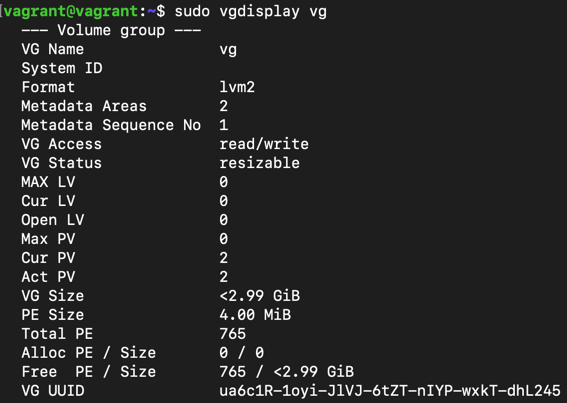 [vagrant@vagrant:~$ sudo vgdisplay vg
--- Volume group ---
VG Name vg
System ID
Format lvm2
Metadata Areas 2
Metadata Sequence No 1
VG Access read/write
VG Status resizable
MAX LV 0
Cur LV 0
Open LV 0
Max PV 0
Cur PV 2
Act PV 2
VG Size <2.99 GiB
PE Size 4.00 MiB
Total PE 765
Alloc PE / Size 0 / 0
Free PE / Size 765 / <2.99 GiB
VG UUID ua6c1R-1oyi-JlVJ-6tZT-nIYP-wxkT-dhL245